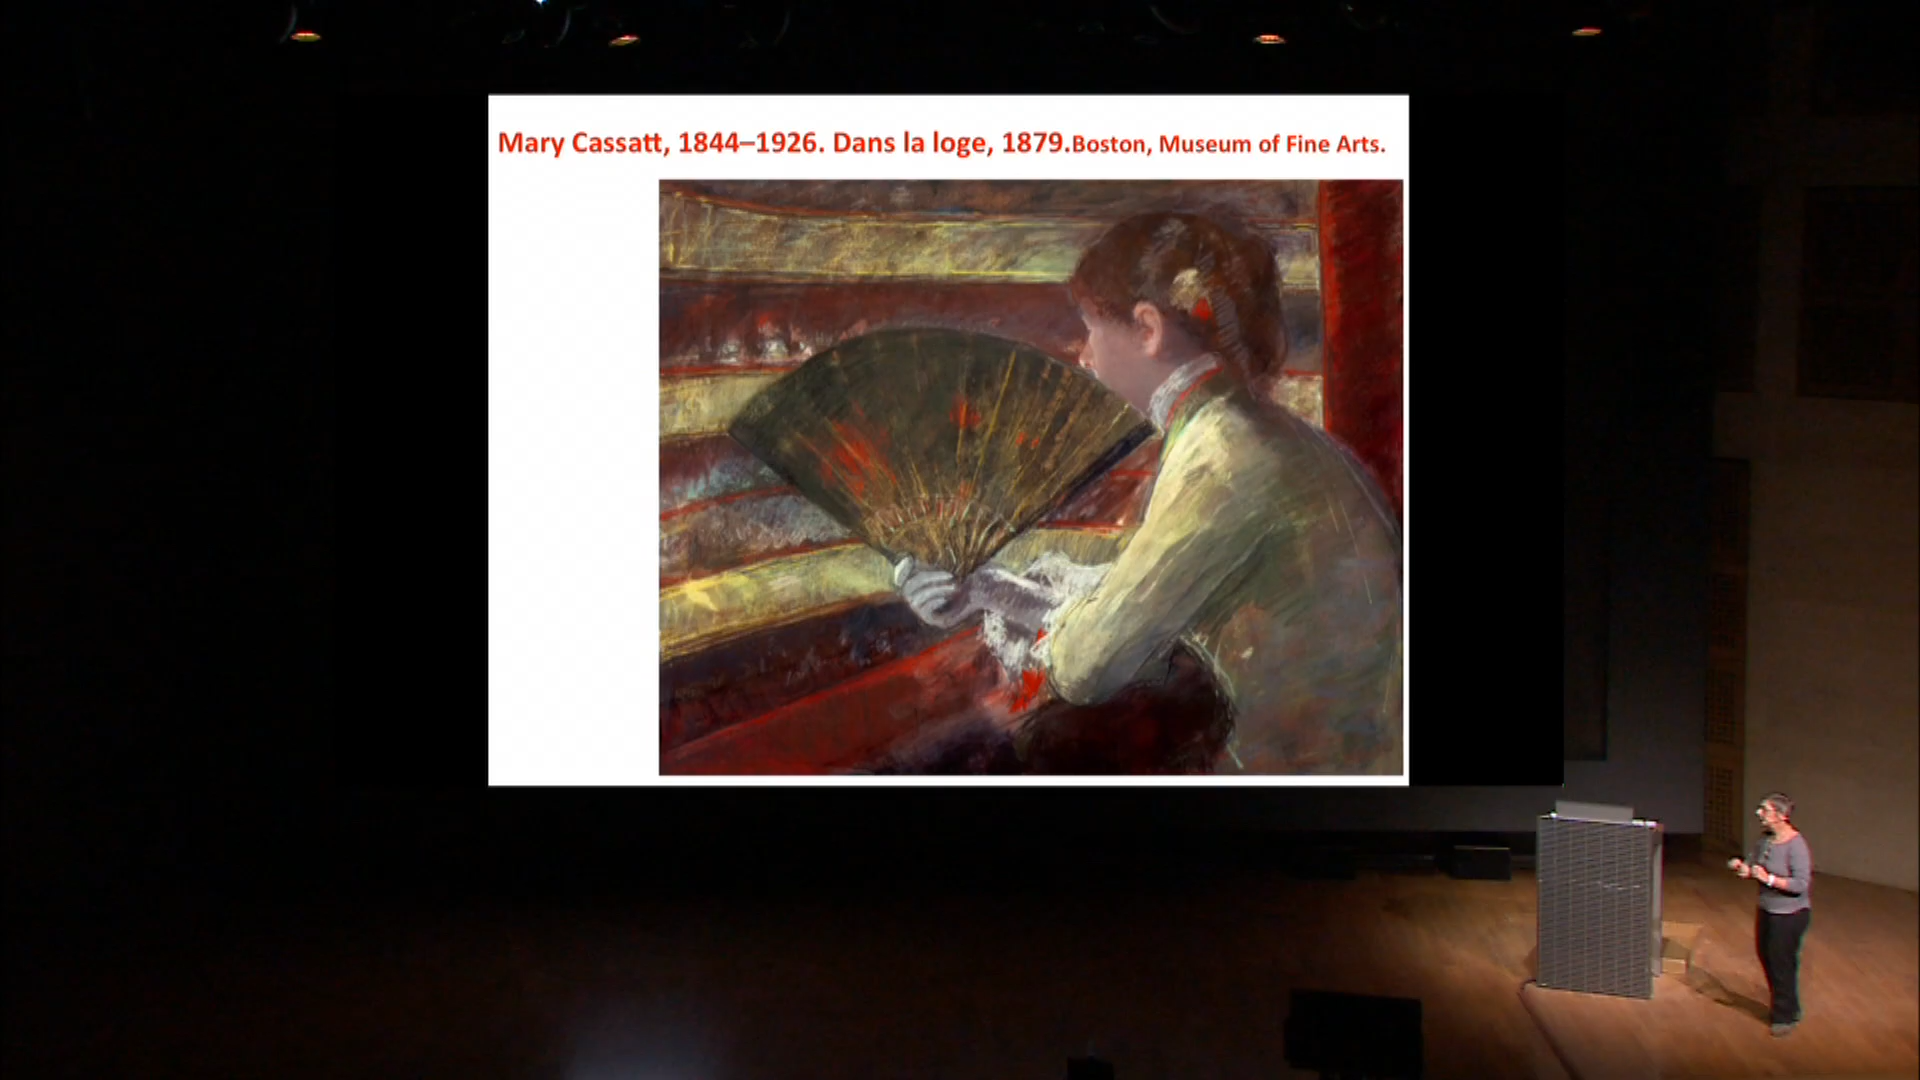 Mary Cassatt, 1844–1926. Dans la loge, 1879.Boston, Museum of Fine Arts.